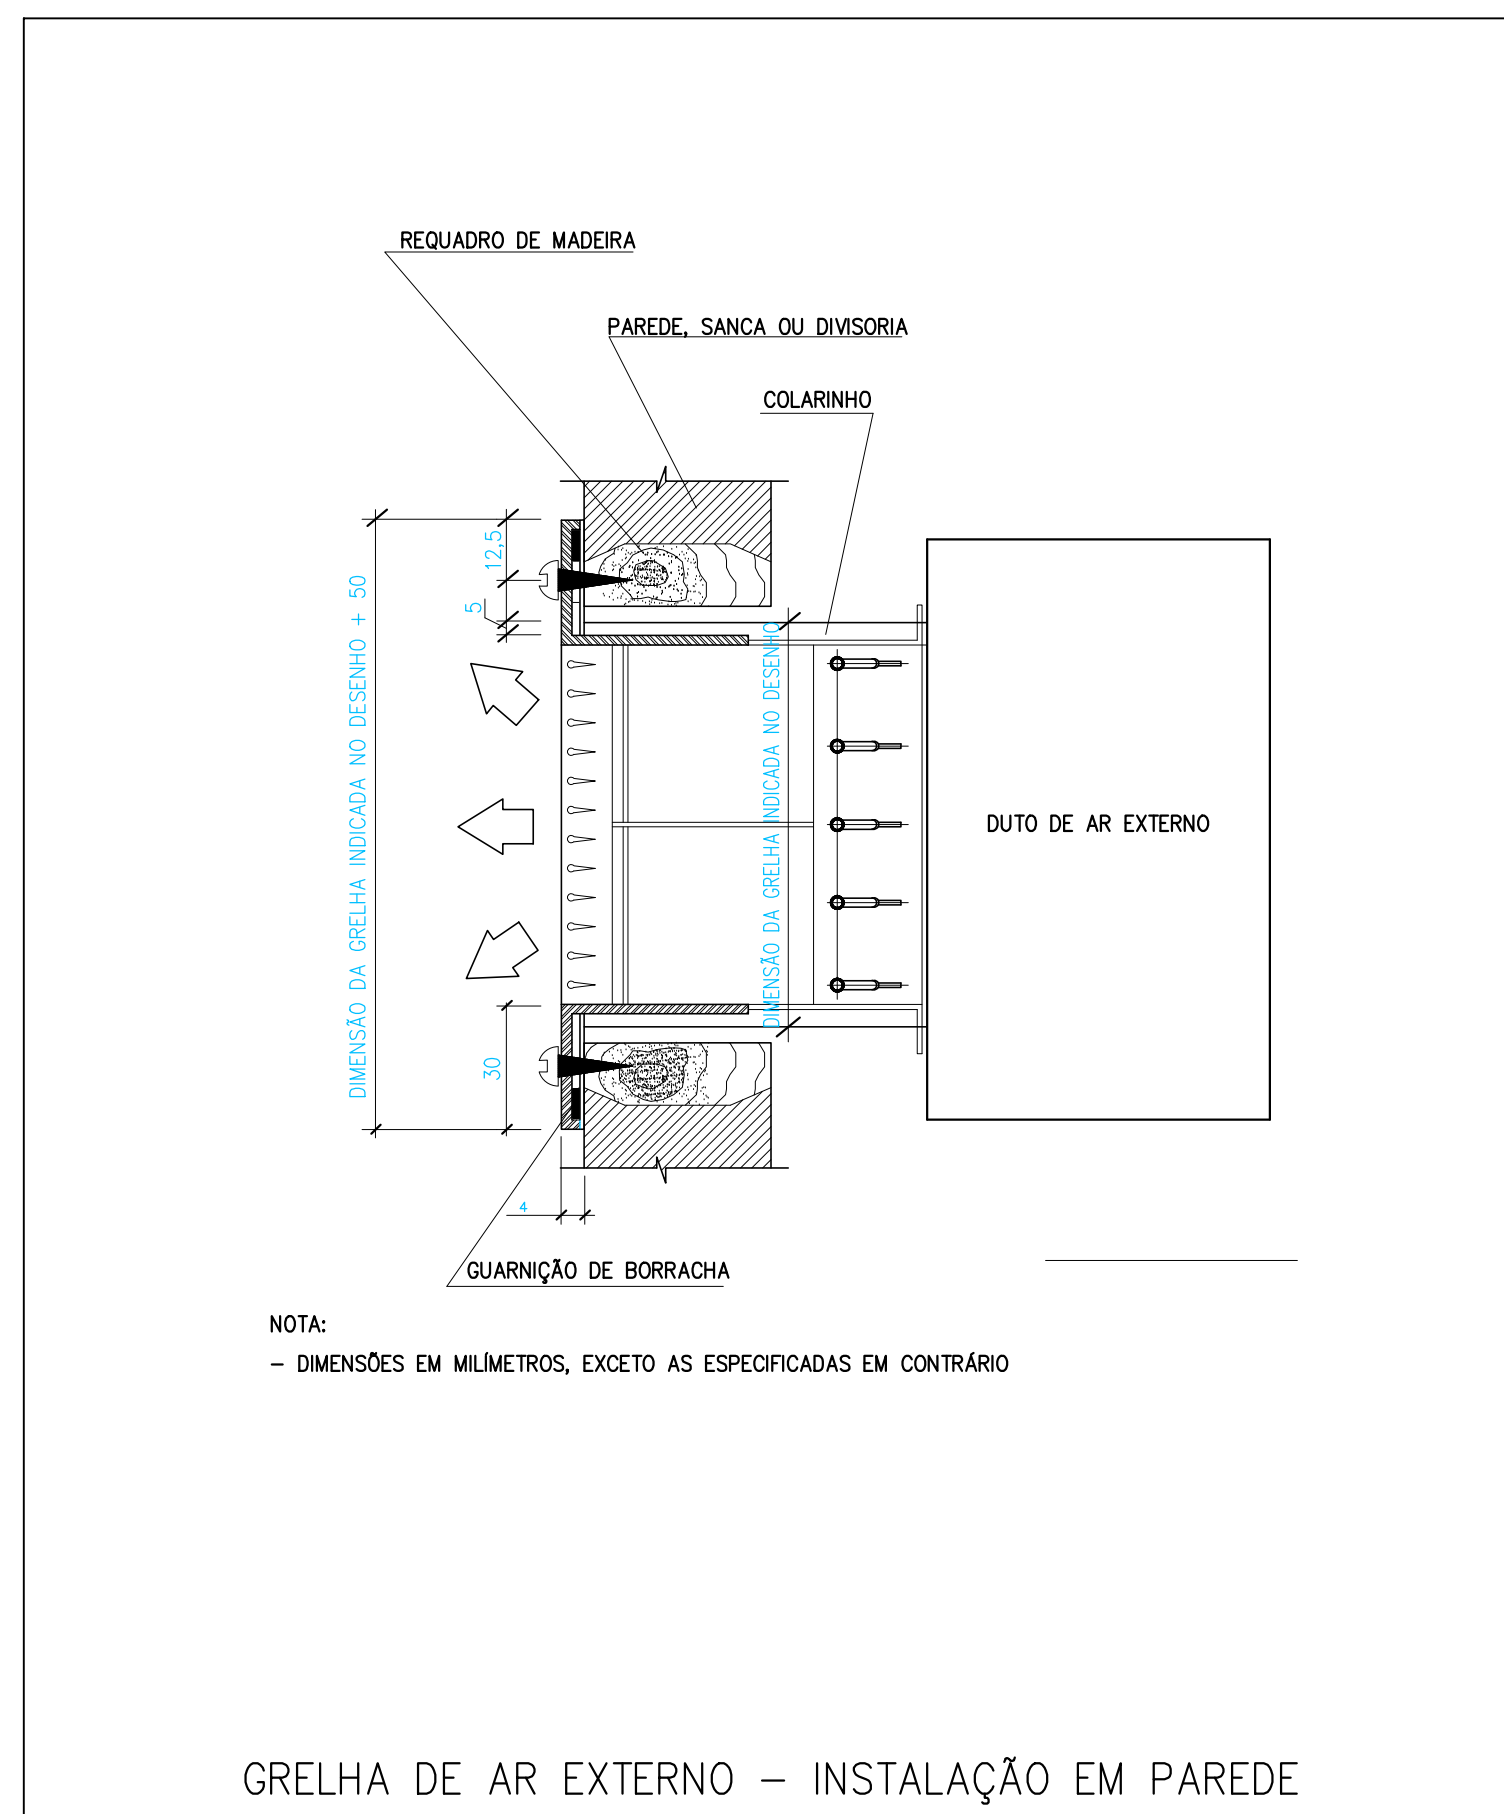 REQUADRO DE MADEIRA
PAREDE, SANCA OU DIVISORIA
COLARINHO
12,5
5
DIMENSÃO DA GRELHA INDICADA NO DESENHO + 50
DIMENSÃO DA GRELHA INDICADA NO DESENHO
DUTO DE AR EXTERNO
30
4
GUARNIÇÃO DE BORRACHA
NOTA:
- DIMENSÕES EM MILÍMETROS, EXCETO AS ESPECIFICADAS EM CONTRÁRIO
GRELHA DE AR EXTERNO - INSTALAÇÃO EM PAREDE